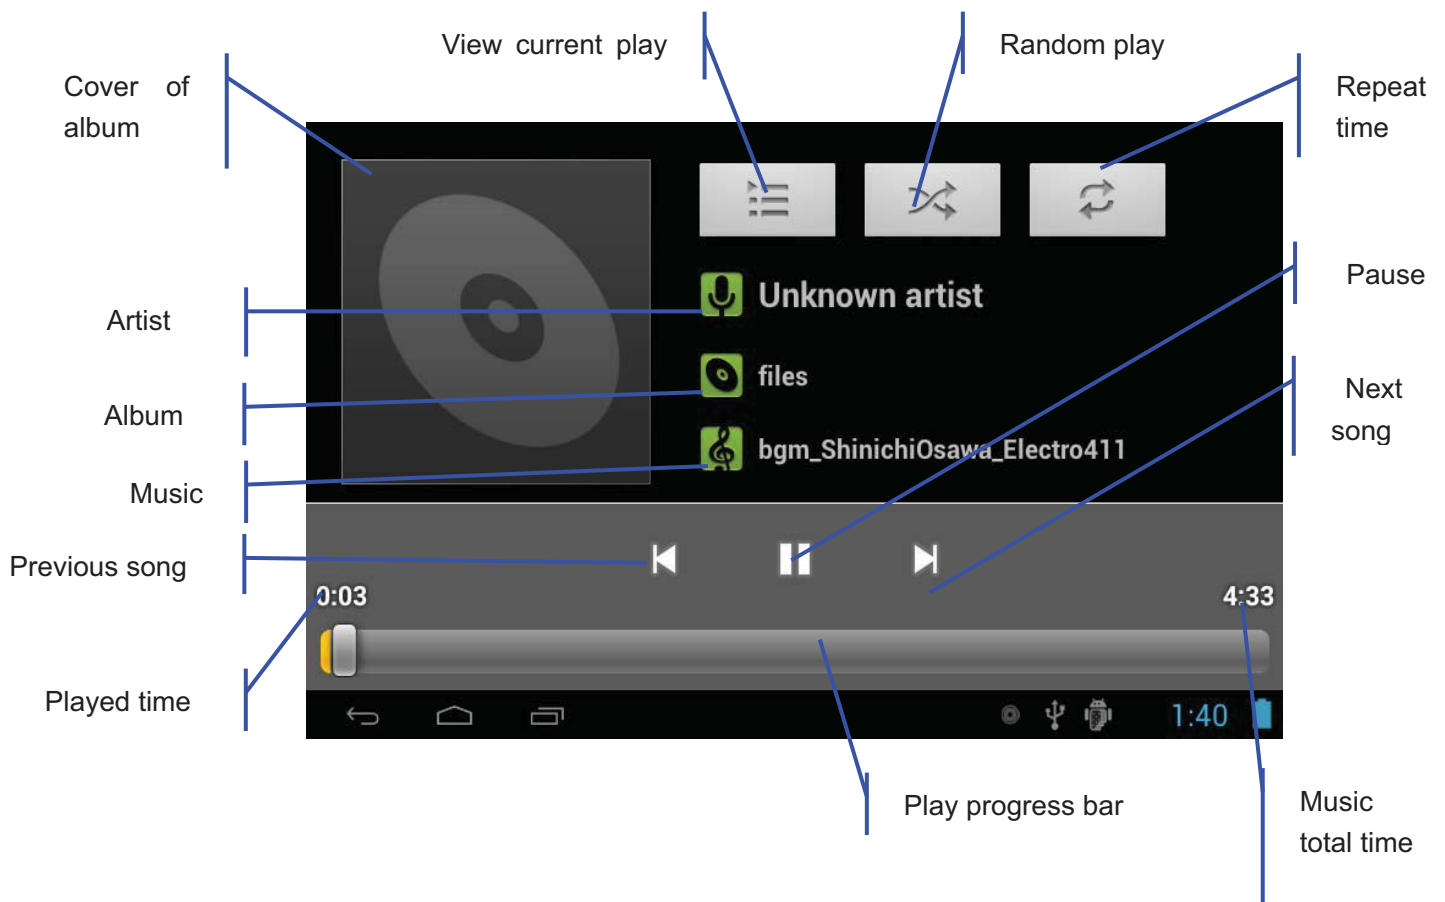 View current play
Random play
Cover of
album
Repeat
time
Unknown artist
Pause
Artist
files
Next
song
Album
bgm_ShinichiOsawa_Electro411
Music
Previous song
0:03
4:33
Played time
1:40
Play progress bar
Music
total time